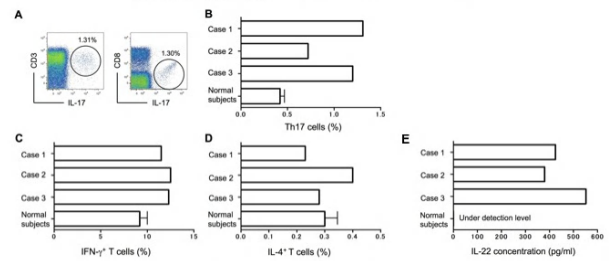 A
1.31%
CD3
IL-17
1.30%
CD8
IL-17
B
Case 1
Case 2
Case 3
Normal
subjects
0.0 0.5 1.0 1.5
Th17 cells (%)
C
Case 1
Case 2
Case 3
Normal
subjects
0 5 10 15
IFN-γ⁺ T cells (%)
D
Case 1
Case 2
Case 3
Normal
subjects
0.0 0.1 0.2 0.3 0.4 0.5
IL-4⁺ T cells (%)
E
Case 1
Case 2
Case 3
Normal
subjects
Under detection level
0 100 200 300 400 500 600
IL-22 concentration (pg/ml)